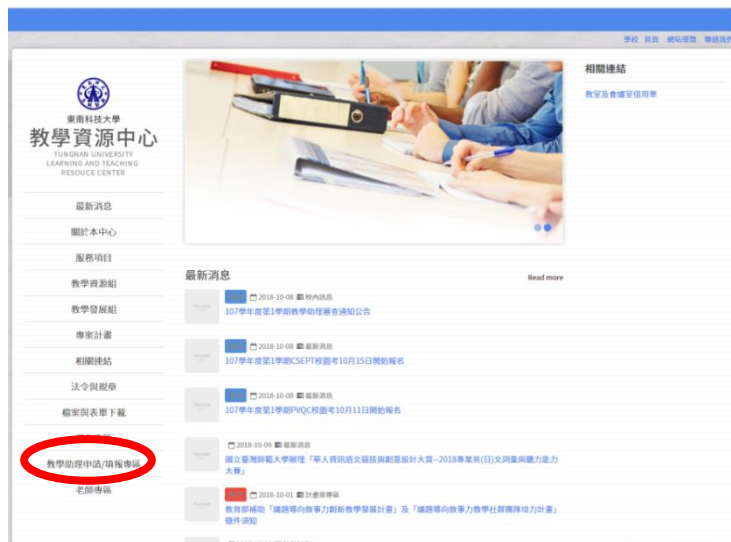 學校 首頁 網站導覽 聯絡我們
東南科技大學
教學資源中心
TUNGNAN UNIVERSITY
LEARNING AND TEACHING
RESOUCE CENTER
最新消息
關於本中心
服務項目
教學資源組
教學發展組
專案計畫
相關連結
法令與規章
檔案與表單下載
教學助理申請/填報專區
老師專區
相關連結
教室及會議室借用單
最新消息
Read more
2018-10-08 校內訊息
107學年度第1學期教學助理審查通知公告
2018-10-08 最新消息
107學年度第1學期CSEPT校園考10月15日開始報名
2018-10-08 最新消息
107學年度第1學期PVQC校園考10月11日開始報名
2018-10-09 最新消息
國立臺灣師範大學辦理「華人資訊語文競技與創意設計大賞--2018專業英(日)文詞彙與聽力能力
大賽」
2018-10-01 計畫案專區
教育部補助「議題導向敘事力創新教學發展計畫」及「議題導向敘事力教學社群團隊培力計畫」
徵件須知